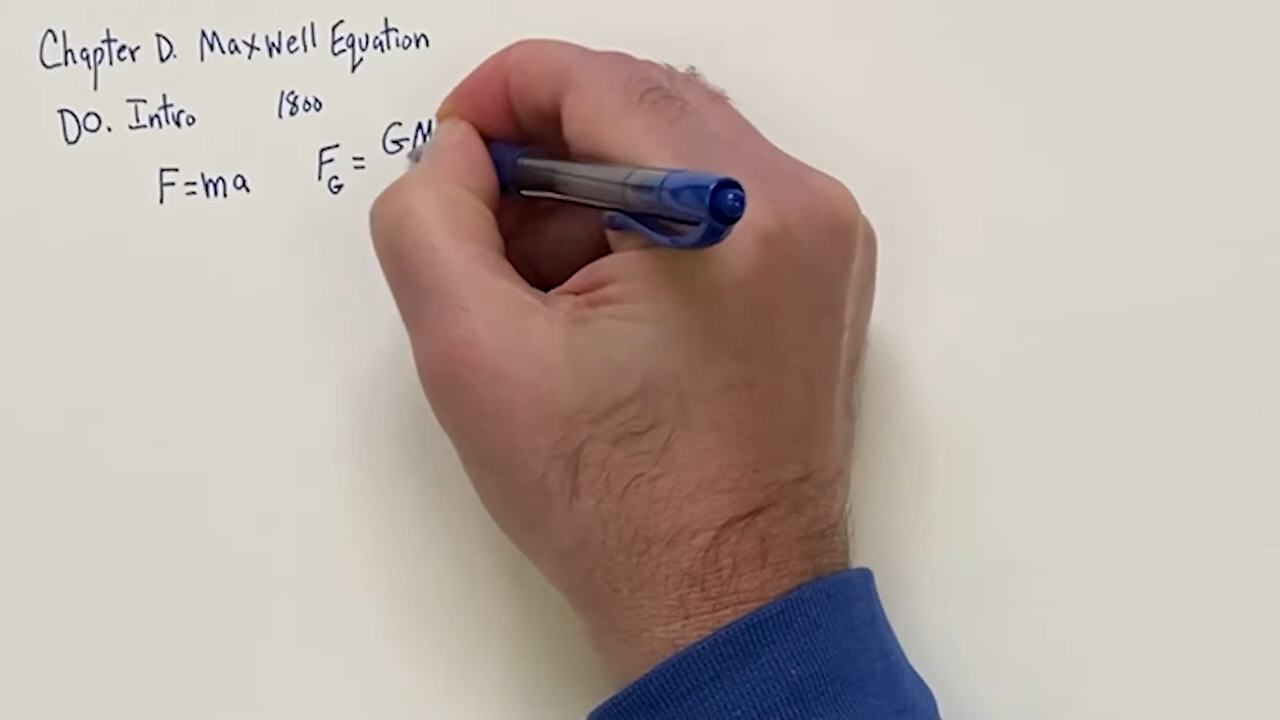 Chapter D. Maxwell Equation
D0. Intro 1800
F=ma F_G = GM